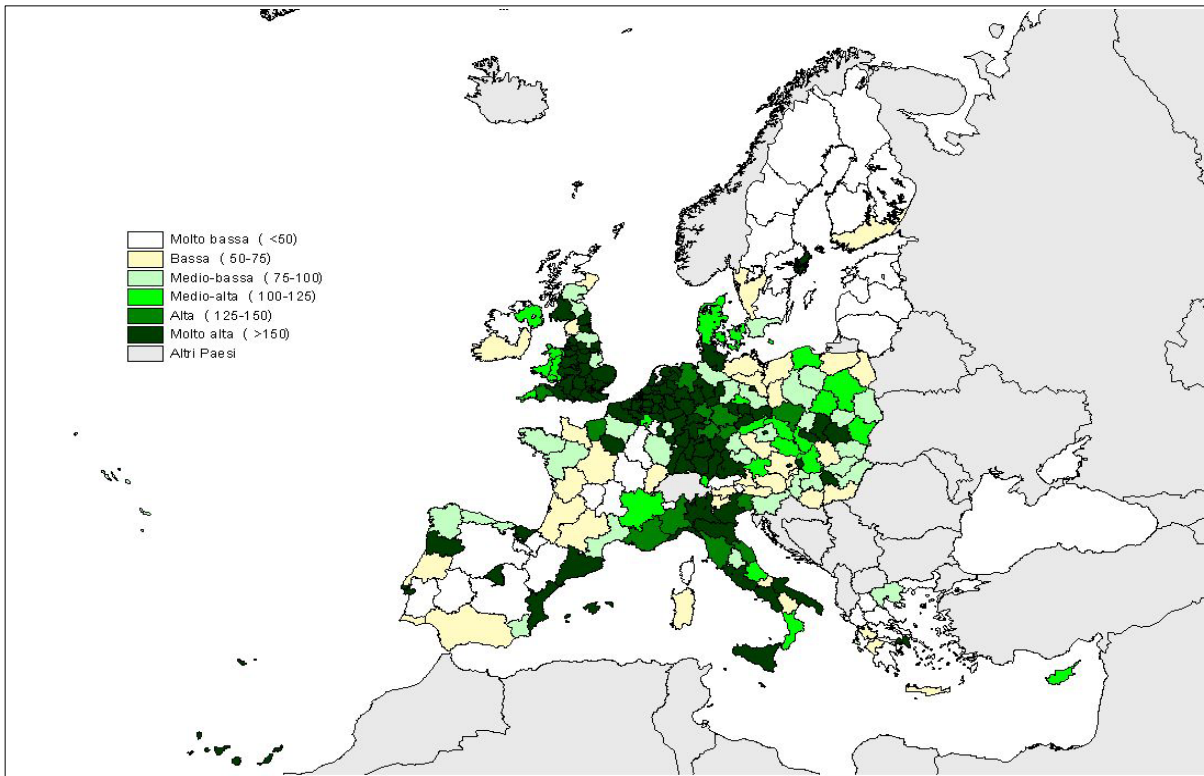 Molto bassa ( <50)
Bassa ( 50-75)
Medio-bassa ( 75-100)
Medio-alta ( 100-125)
Alta ( 125-150)
Molto alta ( >150)
Altri Paesi